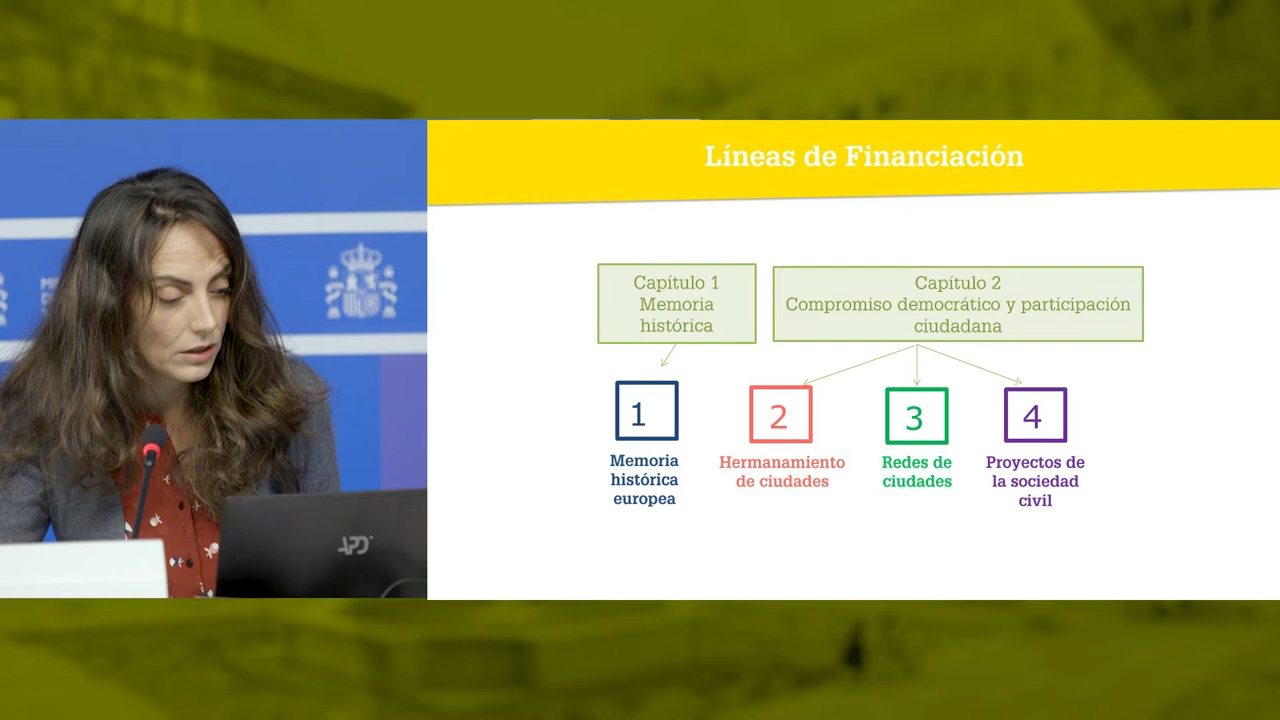 Líneas de Financiación
Capítulo 1
Memoria
histórica
Capítulo 2
Compromiso democrático y participación
ciudadana
1
2
3
4
Memoria
histórica
europea
Hermanamiento
de ciudades
Redes de
ciudades
Proyectos de
la sociedad
civil
APD